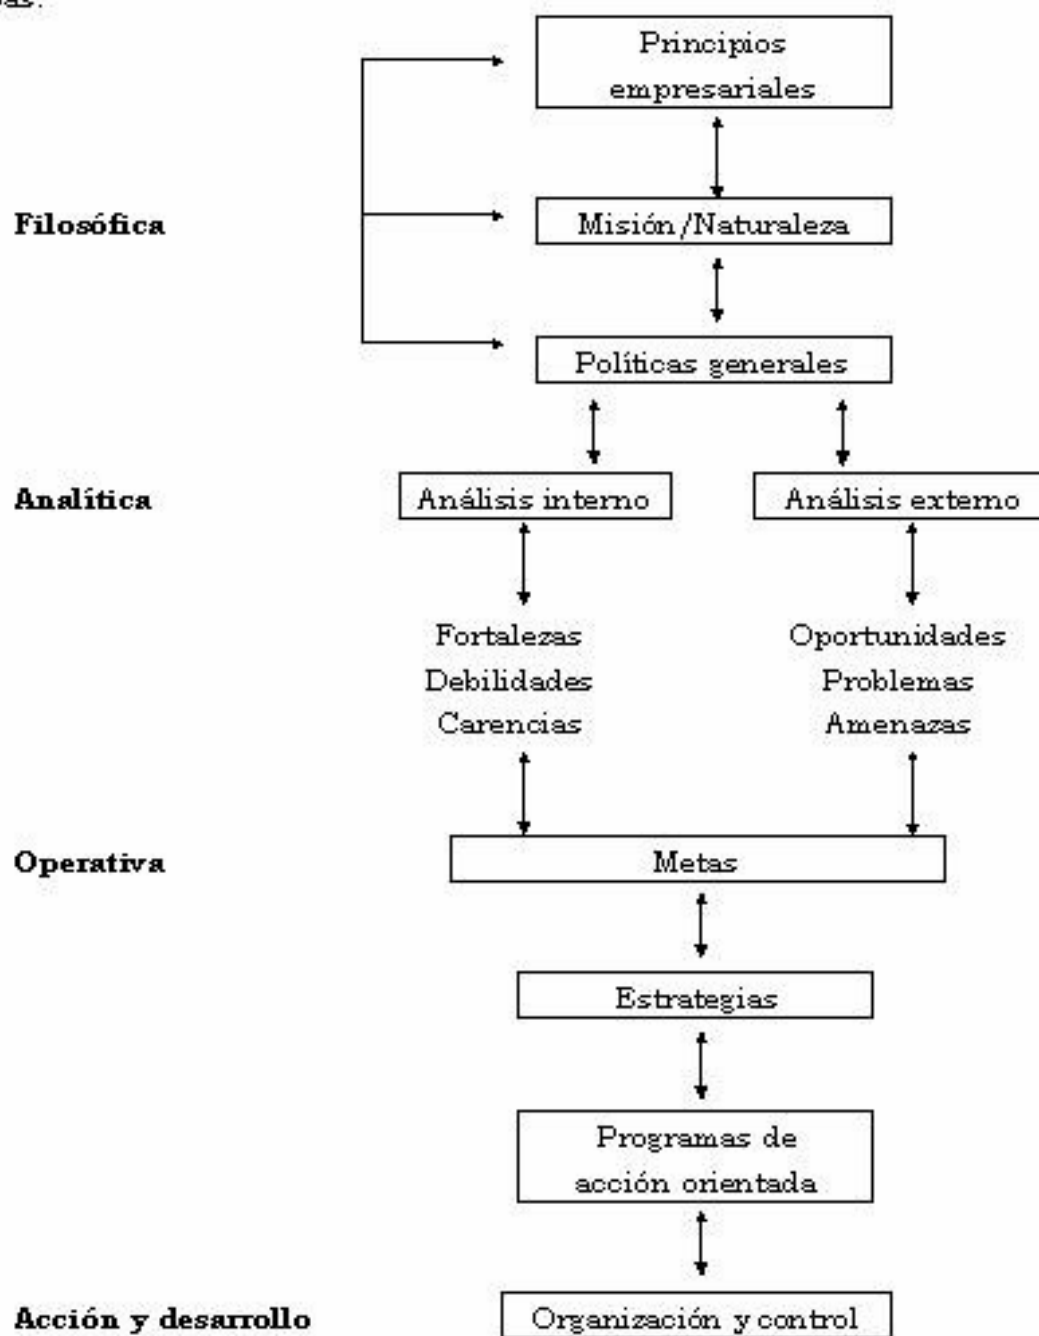 Principios
empresariales
Filosófica
Misión/Naturaleza
Políticas generales
Analítica
Análisis interno
Análisis externo
Fortalezas
Debilidades
Carencias
Oportunidades
Problemas
Amenazas
Operativa
Metas
Estrategias
Programas de
acción orientada
Acción y desarrollo
Organización y control